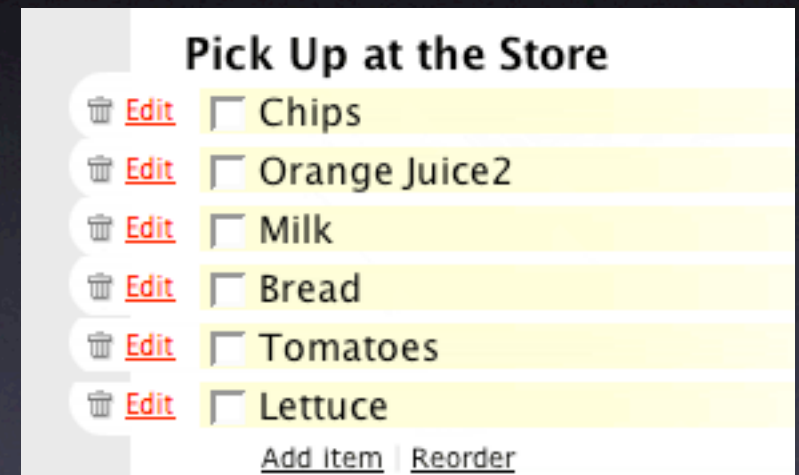 Pick Up at the Store
Edit Chips
Edit Orange Juice2
Edit Milk
Edit Bread
Edit Tomatoes
Edit Lettuce
Add item Reorder